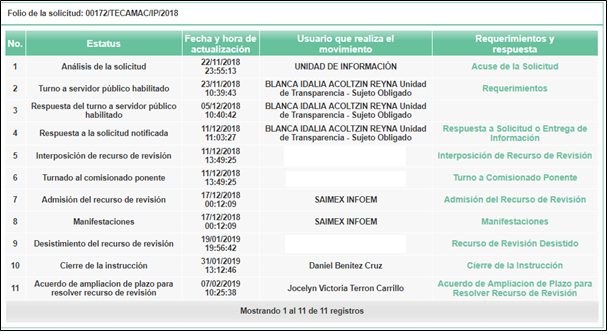 Folio de la solicitud: 00172/TECAMAC/IP/2018
No. Estatus Fecha y hora de actualización Usuario que realiza el movimiento Requerimientos y respuesta
1 Análisis de la solicitud 22/11/2018 23:55:13 UNIDAD DE INFORMACIÓN Acuse de la Solicitud
2 Turno a servidor público habilitado 23/11/2018 10:39:43 BLANCA IDALIA ACOLTZIN REYNA Unidad de Transparencia - Sujeto Obligado Requerimientos
3 Respuesta del turno a servidor público habilitado 05/12/2018 10:40:42 BLANCA IDALIA ACOLTZIN REYNA Unidad de Transparencia - Sujeto Obligado
4 Respuesta a la solicitud notificada 11/12/2018 11:03:27 BLANCA IDALIA ACOLTZIN REYNA Unidad de Transparencia - Sujeto Obligado Respuesta a Solicitud o Entrega de Información
5 Interposición de recurso de revisión 11/12/2018 13:49:25 Interposición de Recurso de Revisión
6 Turnado al comisionado ponente 11/12/2018 13:49:25 Turno a Comisionado Ponente
7 Admisión del recurso de revisión 17/12/2018 00:12:09 SAIMEX INFOEM Admisión del Recurso de Revisión
8 Manifestaciones 17/12/2018 00:12:09 SAIMEX INFOEM Manifestaciones
9 Desistimiento del recurso de revisión 19/01/2019 19:56:42 Recurso de Revisión Desistido
10 Cierre de la instrucción 31/01/2019 13:12:46 Daniel Benitez Cruz Cierre de la Instrucción
11 Acuerdo de ampliacion de plazo para resolver recurso de revisión 07/02/2019 10:25:38 Jocelyn Victoria Terron Carrillo Acuerdo de Ampliacion de Plazo para Resolver Recurso de Revisión
Mostrando 1 al 11 de 11 registros